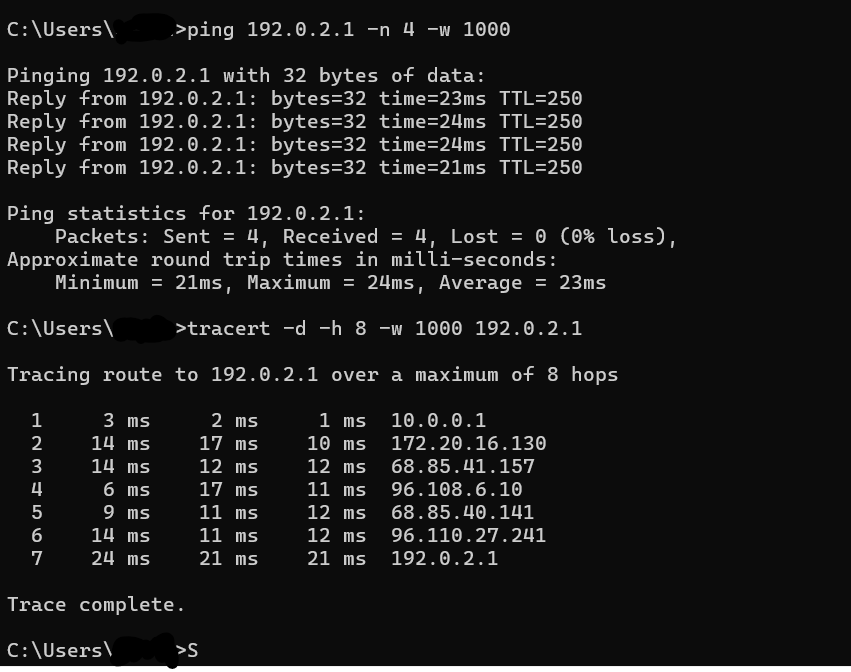 C:\Users\>ping 192.0.2.1 -n 4 -w 1000
Pinging 192.0.2.1 with 32 bytes of data:
Reply from 192.0.2.1: bytes=32 time=23ms TTL=250
Reply from 192.0.2.1: bytes=32 time=24ms TTL=250
Reply from 192.0.2.1: bytes=32 time=24ms TTL=250
Reply from 192.0.2.1: bytes=32 time=21ms TTL=250
Ping statistics for 192.0.2.1:
    Packets: Sent = 4, Received = 4, Lost = 0 (0% loss),
Approximate round trip times in milli-seconds:
    Minimum = 21ms, Maximum = 24ms, Average = 23ms
C:\Users\>tracert -d -h 8 -w 1000 192.0.2.1
Tracing route to 192.0.2.1 over a maximum of 8 hops
  1     3 ms     2 ms     1 ms  10.0.0.1
  2    14 ms    17 ms    10 ms  172.20.16.130
  3    14 ms    12 ms    12 ms  68.85.41.157
  4     6 ms    17 ms    11 ms  96.108.6.10
  5     9 ms    11 ms    12 ms  68.85.40.141
  6    14 ms    11 ms    12 ms  96.110.27.241
  7    24 ms    21 ms    21 ms  192.0.2.1
Trace complete.
C:\Users\>S